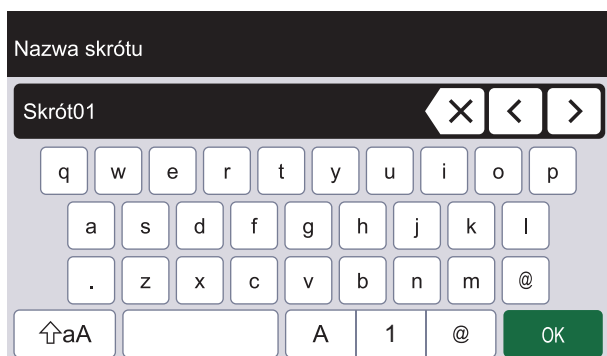 Nazwa skrótu
Skrót01
q w e r t y u i o p
a s d f g h j k l
. z x c v b n m @
aA A 1 @ OK